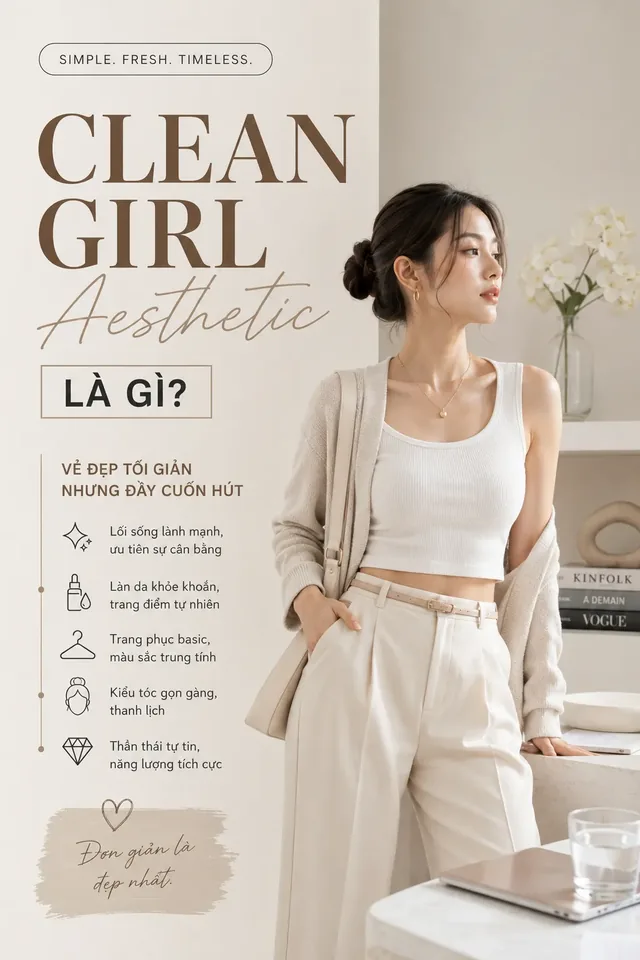 SIMPLE. FRESH. TIMELESS.
CLEAN
GIRL
Aesthetic
LÀ GÌ?
VẺ ĐẸP TỐI GIẢN
NHƯNG ĐẦY CUỐN HÚT
Lối sống lành mạnh,
ưu tiên sự cân bằng
Làn da khỏe khoắn,
trang điểm tự nhiên
Trang phục basic,
màu sắc trung tính
Kiểu tóc gọn gàng,
thanh lịch
Thần thái tự tin,
năng lượng tích cực
Đơn giản là
đẹp nhất.
KINFOLK
A DEMAIN
VOGUE